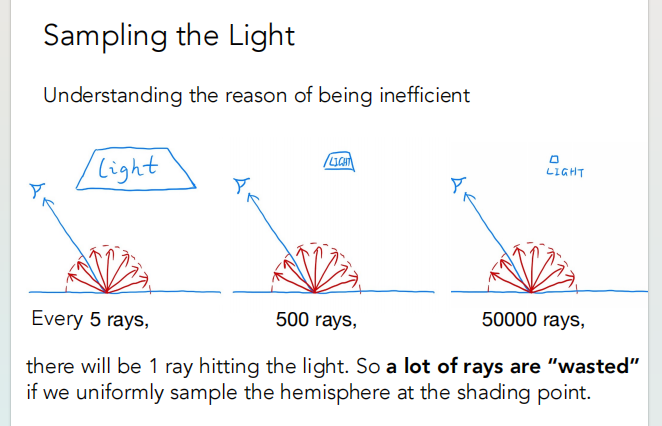 Sampling the Light
Understanding the reason of being inefficient
light
LIGHT
LIGHT
Every 5 rays,
500 rays,
50000 rays,
there will be 1 ray hitting the light. So a lot of rays are “wasted”
if we uniformly sample the hemisphere at the shading point.